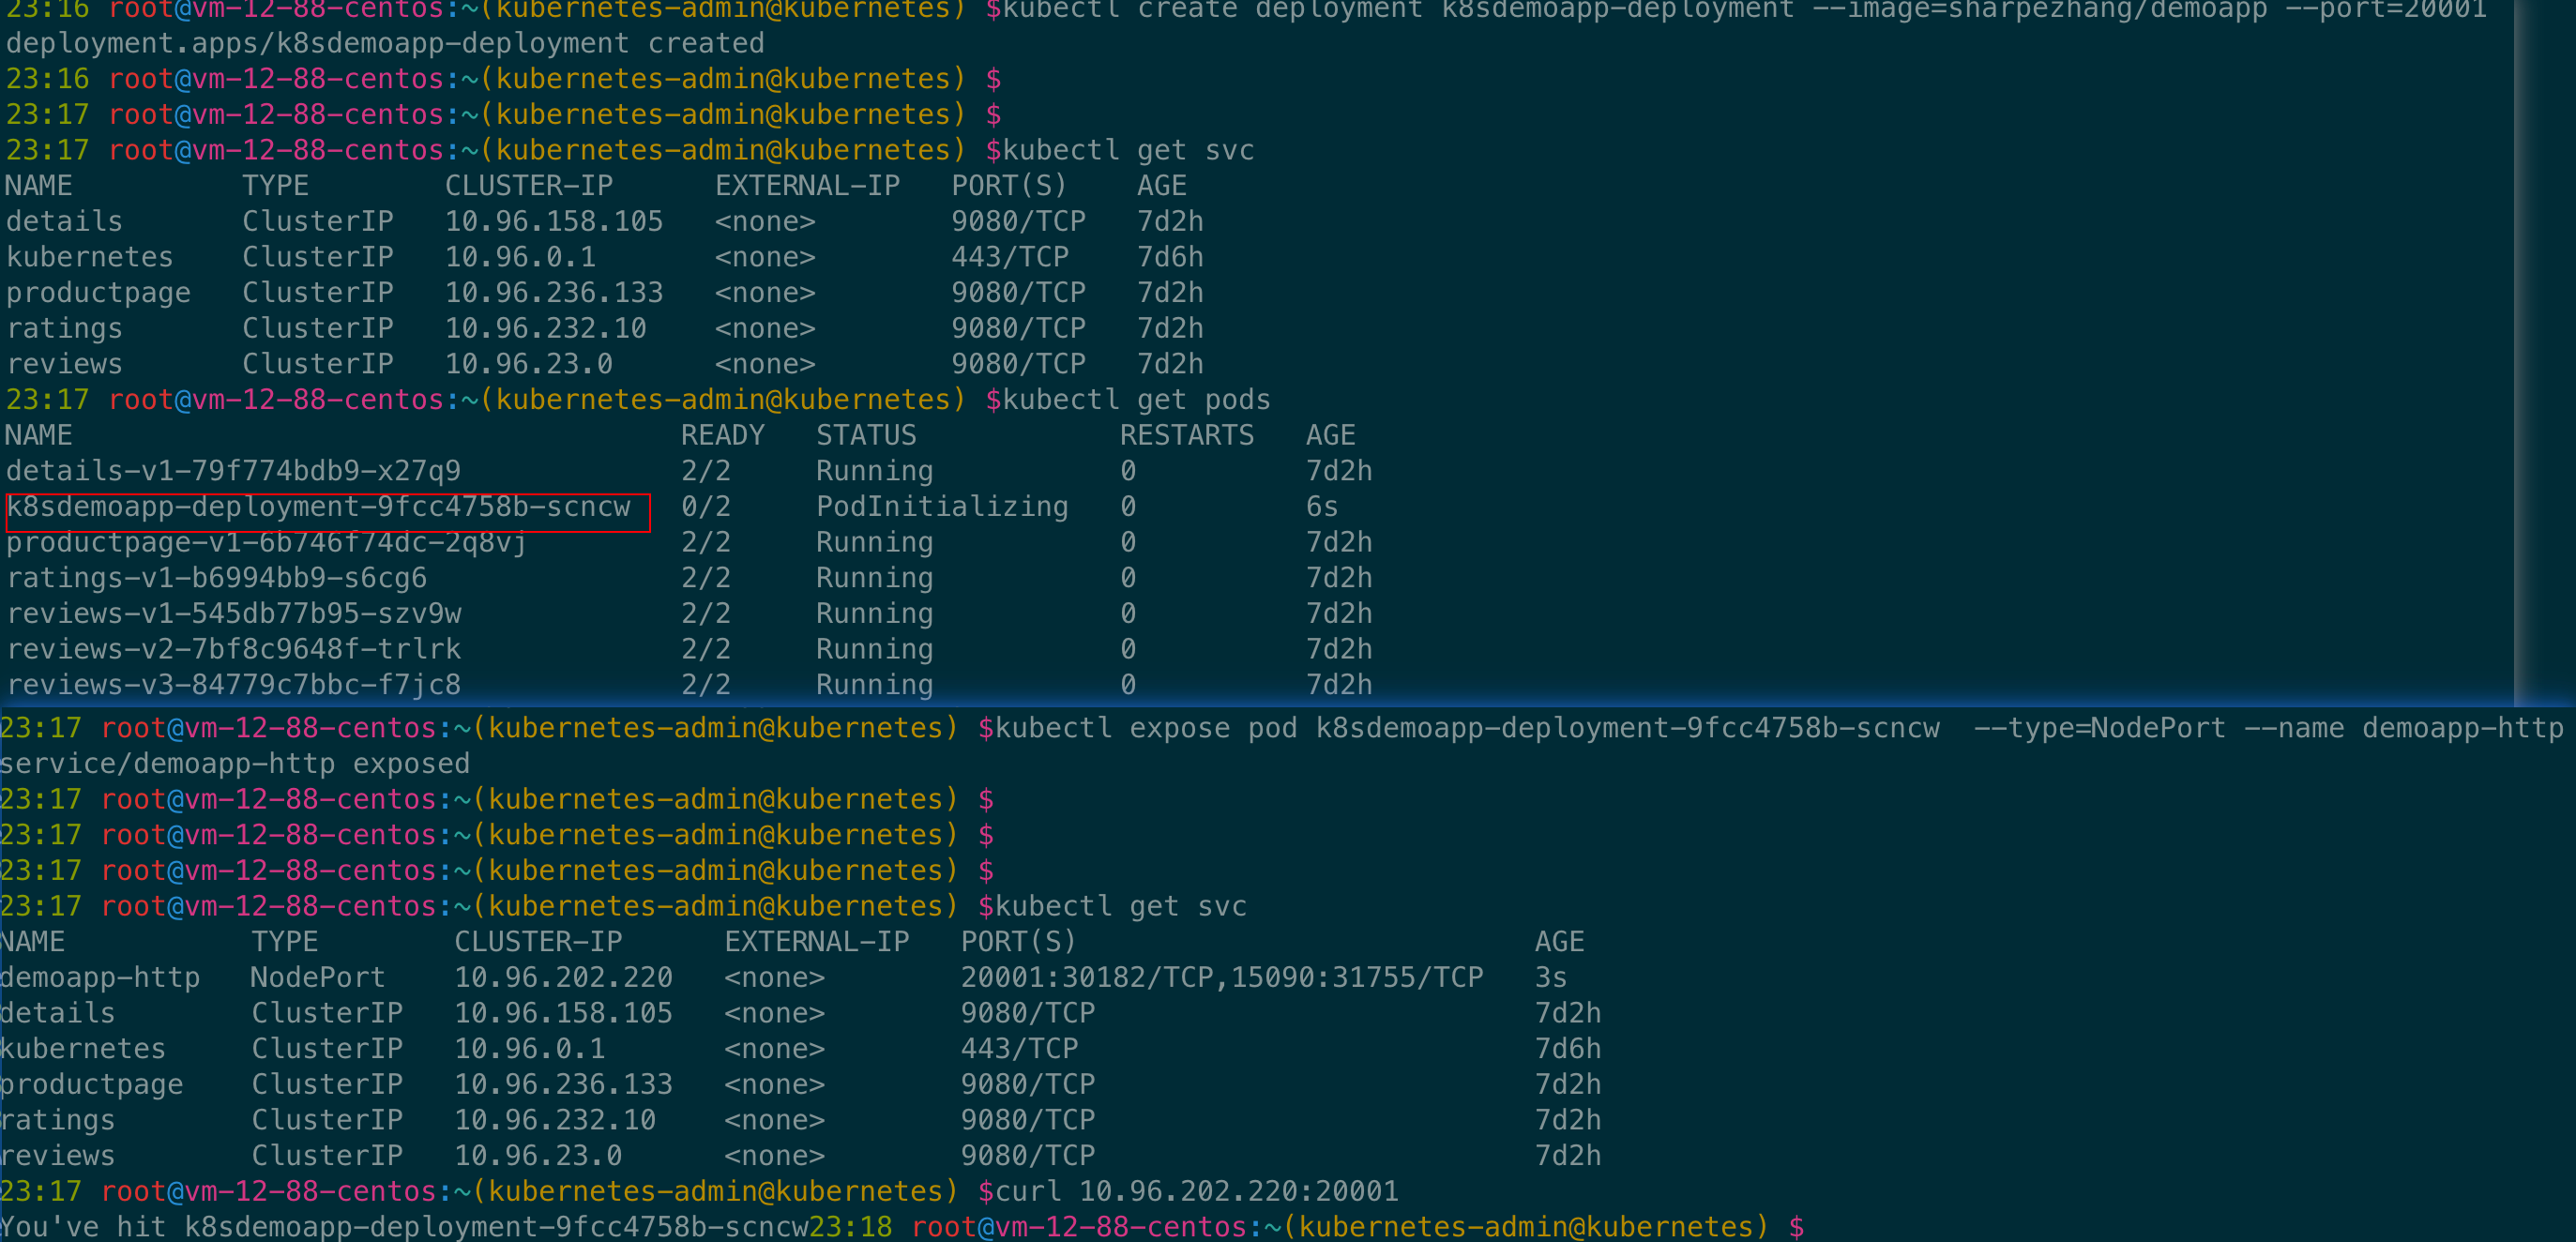 23:16 root@vm-12-88-centos:~(kubernetes-admin@kubernetes) $kubectl create deployment k8sdemoapp-deployment --image=sharpezhang/demoapp --port=20001
deployment.apps/k8sdemoapp-deployment created
23:16 root@vm-12-88-centos:~(kubernetes-admin@kubernetes) $
23:17 root@vm-12-88-centos:~(kubernetes-admin@kubernetes) $
23:17 root@vm-12-88-centos:~(kubernetes-admin@kubernetes) $kubectl get svc
NAME TYPE CLUSTER-IP EXTERNAL-IP PORT(S) AGE
details ClusterIP 10.96.158.105 <none> 9080/TCP 7d2h
kubernetes ClusterIP 10.96.0.1 <none> 443/TCP 7d6h
productpage ClusterIP 10.96.236.133 <none> 9080/TCP 7d2h
ratings ClusterIP 10.96.232.10 <none> 9080/TCP 7d2h
reviews ClusterIP 10.96.23.0 <none> 9080/TCP 7d2h
23:17 root@vm-12-88-centos:~(kubernetes-admin@kubernetes) $kubectl get pods
NAME READY STATUS RESTARTS AGE
details-v1-79f774bdb9-x27q9 2/2 Running 0 7d2h
k8sdemoapp-deployment-9fcc4758b-scncw 0/2 PodInitializing 0 6s
productpage-v1-6b746f74dc-2q8vj 2/2 Running 0 7d2h
ratings-v1-b6994bb9-s6cg6 2/2 Running 0 7d2h
reviews-v1-545db77b95-szv9w 2/2 Running 0 7d2h
reviews-v2-7bf8c9648f-trlrk 2/2 Running 0 7d2h
reviews-v3-84779c7bbc-f7jc8 2/2 Running 0 7d2h
23:17 root@vm-12-88-centos:~(kubernetes-admin@kubernetes) $kubectl expose pod k8sdemoapp-deployment-9fcc4758b-scncw --type=NodePort --name demoapp-http
service/demoapp-http exposed
23:17 root@vm-12-88-centos:~(kubernetes-admin@kubernetes) $
23:17 root@vm-12-88-centos:~(kubernetes-admin@kubernetes) $
23:17 root@vm-12-88-centos:~(kubernetes-admin@kubernetes) $
23:17 root@vm-12-88-centos:~(kubernetes-admin@kubernetes) $kubectl get svc
NAME TYPE CLUSTER-IP EXTERNAL-IP PORT(S) AGE
demoapp-http NodePort 10.96.202.220 <none> 20001:30182/TCP,15090:31755/TCP 3s
details ClusterIP 10.96.158.105 <none> 9080/TCP 7d2h
kubernetes ClusterIP 10.96.0.1 <none> 443/TCP 7d6h
productpage ClusterIP 10.96.236.133 <none> 9080/TCP 7d2h
ratings ClusterIP 10.96.232.10 <none> 9080/TCP 7d2h
reviews ClusterIP 10.96.23.0 <none> 9080/TCP 7d2h
23:17 root@vm-12-88-centos:~(kubernetes-admin@kubernetes) $curl 10.96.202.220:20001
You've hit k8sdemoapp-deployment-9fcc4758b-scncw23:18 root@vm-12-88-centos:~(kubernetes-admin@kubernetes) $